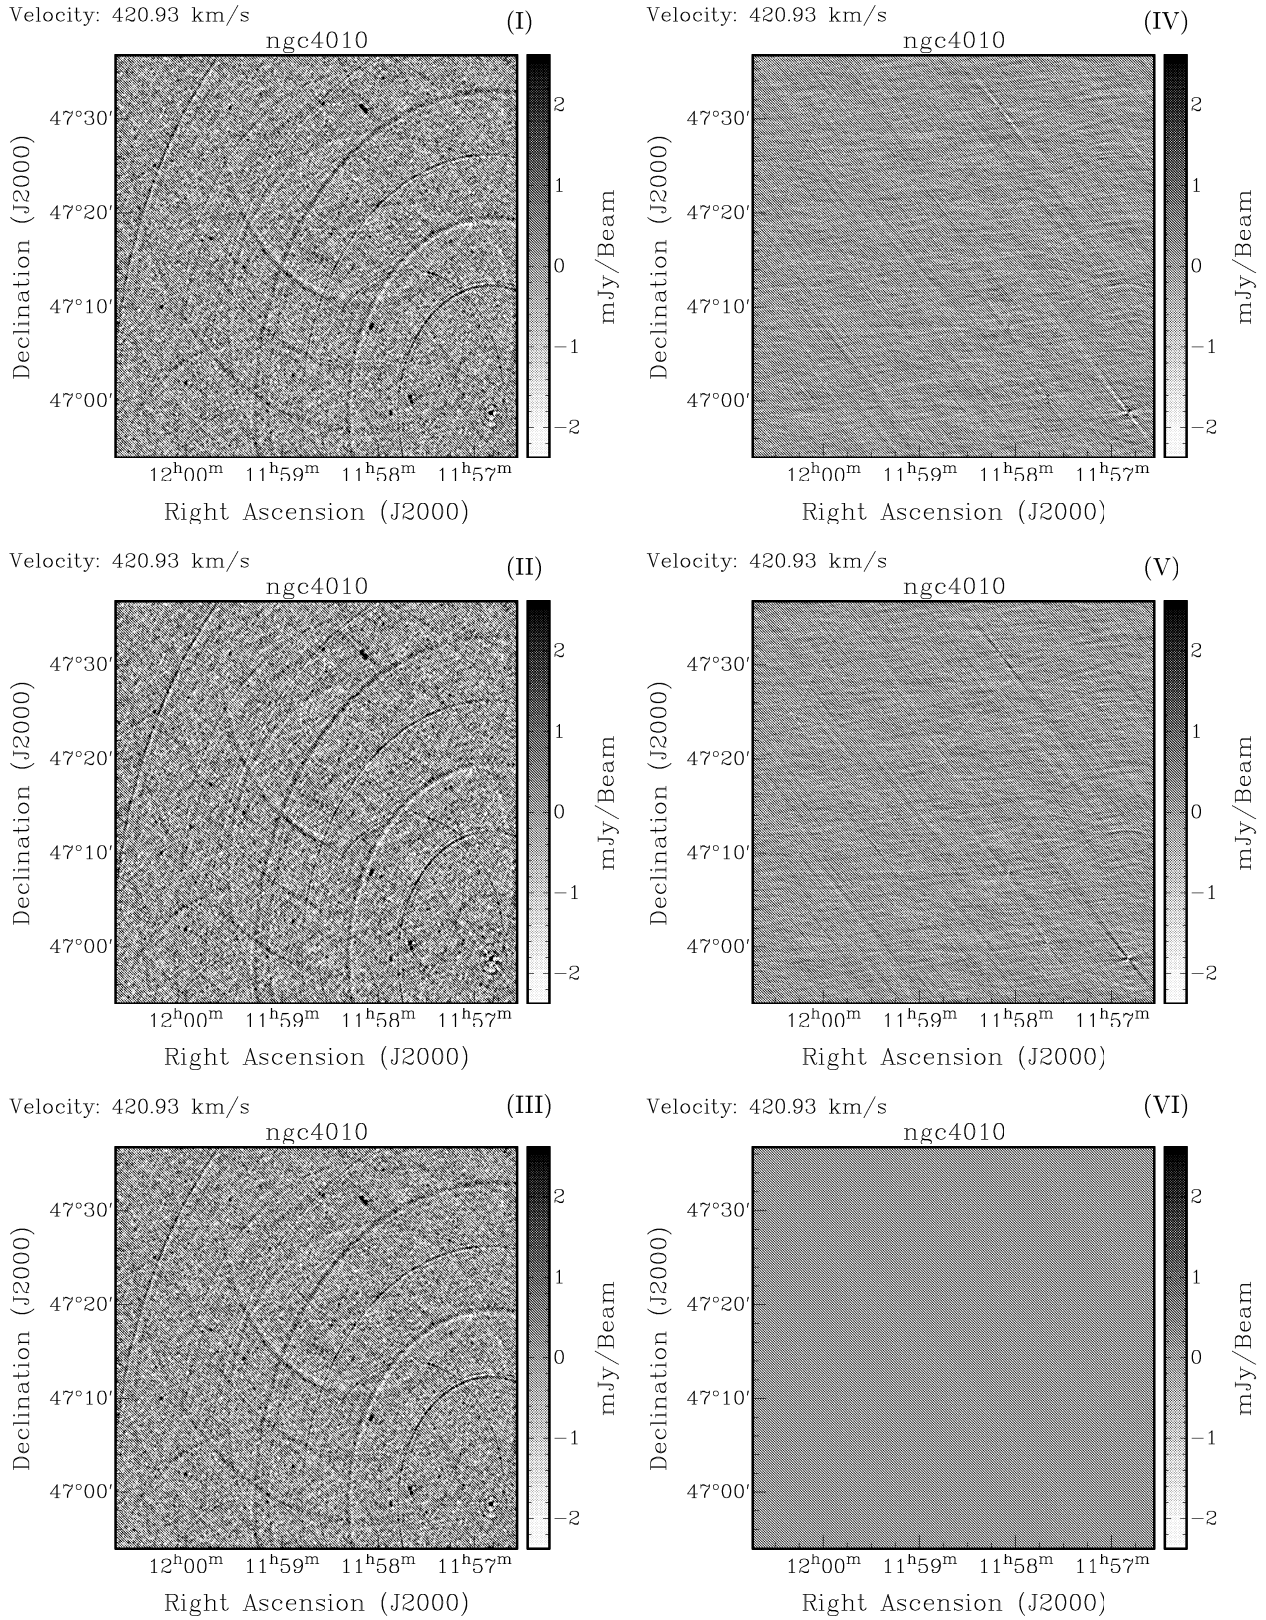 Velocity: 420.93 km/s
(I)
ngc4010
Declination (J2000)
47°30′
47°20′
47°10′
47°00′
12ʰ00ᵐ 11ʰ59ᵐ 11ʰ58ᵐ 11ʰ57ᵐ
Right Ascension (J2000)
2
1
0
−1
−2
mJy/Beam
Velocity: 420.93 km/s
(IV)
ngc4010
Declination (J2000)
47°30′
47°20′
47°10′
47°00′
12ʰ00ᵐ 11ʰ59ᵐ 11ʰ58ᵐ 11ʰ57ᵐ
Right Ascension (J2000)
2
1
0
−1
−2
mJy/Beam
Velocity: 420.93 km/s
(II)
ngc4010
Declination (J2000)
47°30′
47°20′
47°10′
47°00′
12ʰ00ᵐ 11ʰ59ᵐ 11ʰ58ᵐ 11ʰ57ᵐ
Right Ascension (J2000)
2
1
0
−1
−2
mJy/Beam
Velocity: 420.93 km/s
(V)
ngc4010
Declination (J2000)
47°30′
47°20′
47°10′
47°00′
12ʰ00ᵐ 11ʰ59ᵐ 11ʰ58ᵐ 11ʰ57ᵐ
Right Ascension (J2000)
2
1
0
−1
−2
mJy/Beam
Velocity: 420.93 km/s
(III)
ngc4010
Declination (J2000)
47°30′
47°20′
47°10′
47°00′
12ʰ00ᵐ 11ʰ59ᵐ 11ʰ58ᵐ 11ʰ57ᵐ
Right Ascension (J2000)
2
1
0
−1
−2
mJy/Beam
Velocity: 420.93 km/s
(VI)
ngc4010
Declination (J2000)
47°30′
47°20′
47°10′
47°00′
12ʰ00ᵐ 11ʰ59ᵐ 11ʰ58ᵐ 11ʰ57ᵐ
Right Ascension (J2000)
2
1
0
−1
−2
mJy/Beam